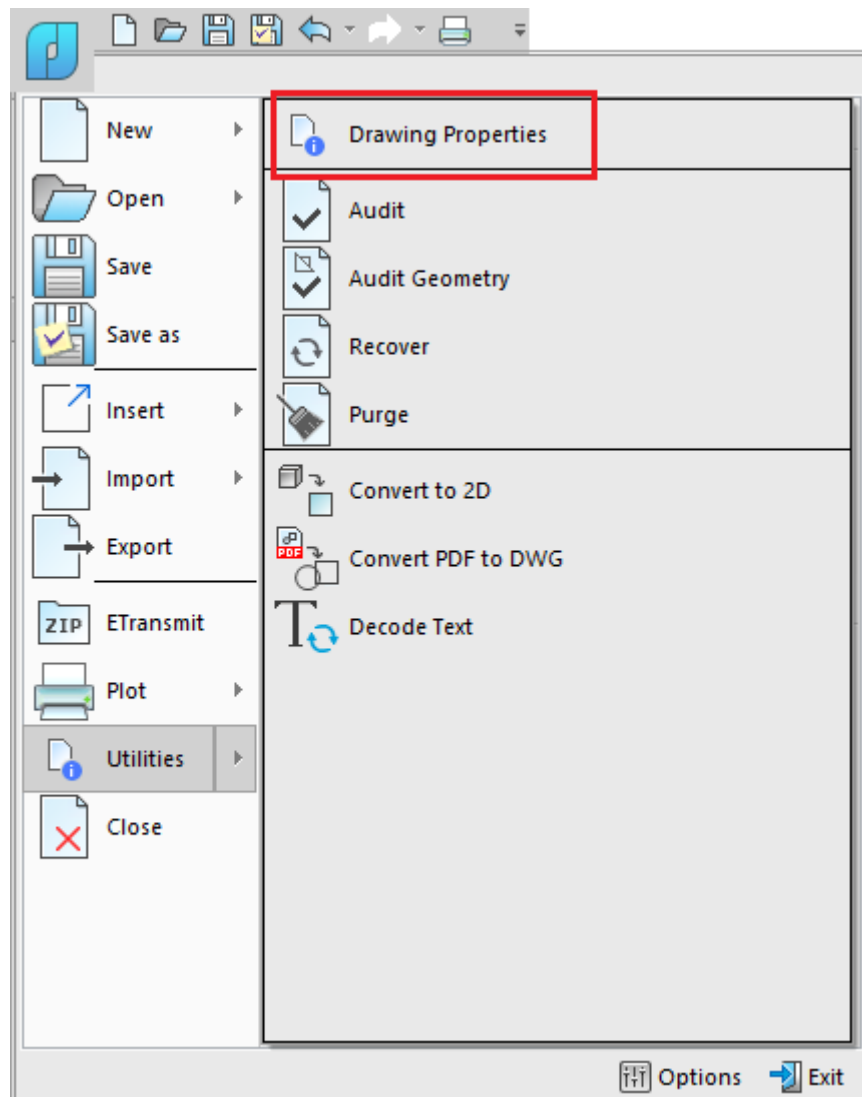 New
Open
Save
Save as
Insert
Import
Export
ZIP
ETransmit
Plot
Utilities
Close
Drawing Properties
Audit
Audit Geometry
Recover
Purge
Convert to 2D
PDF
Convert PDF to DWG
T
Decode Text
Options
Exit